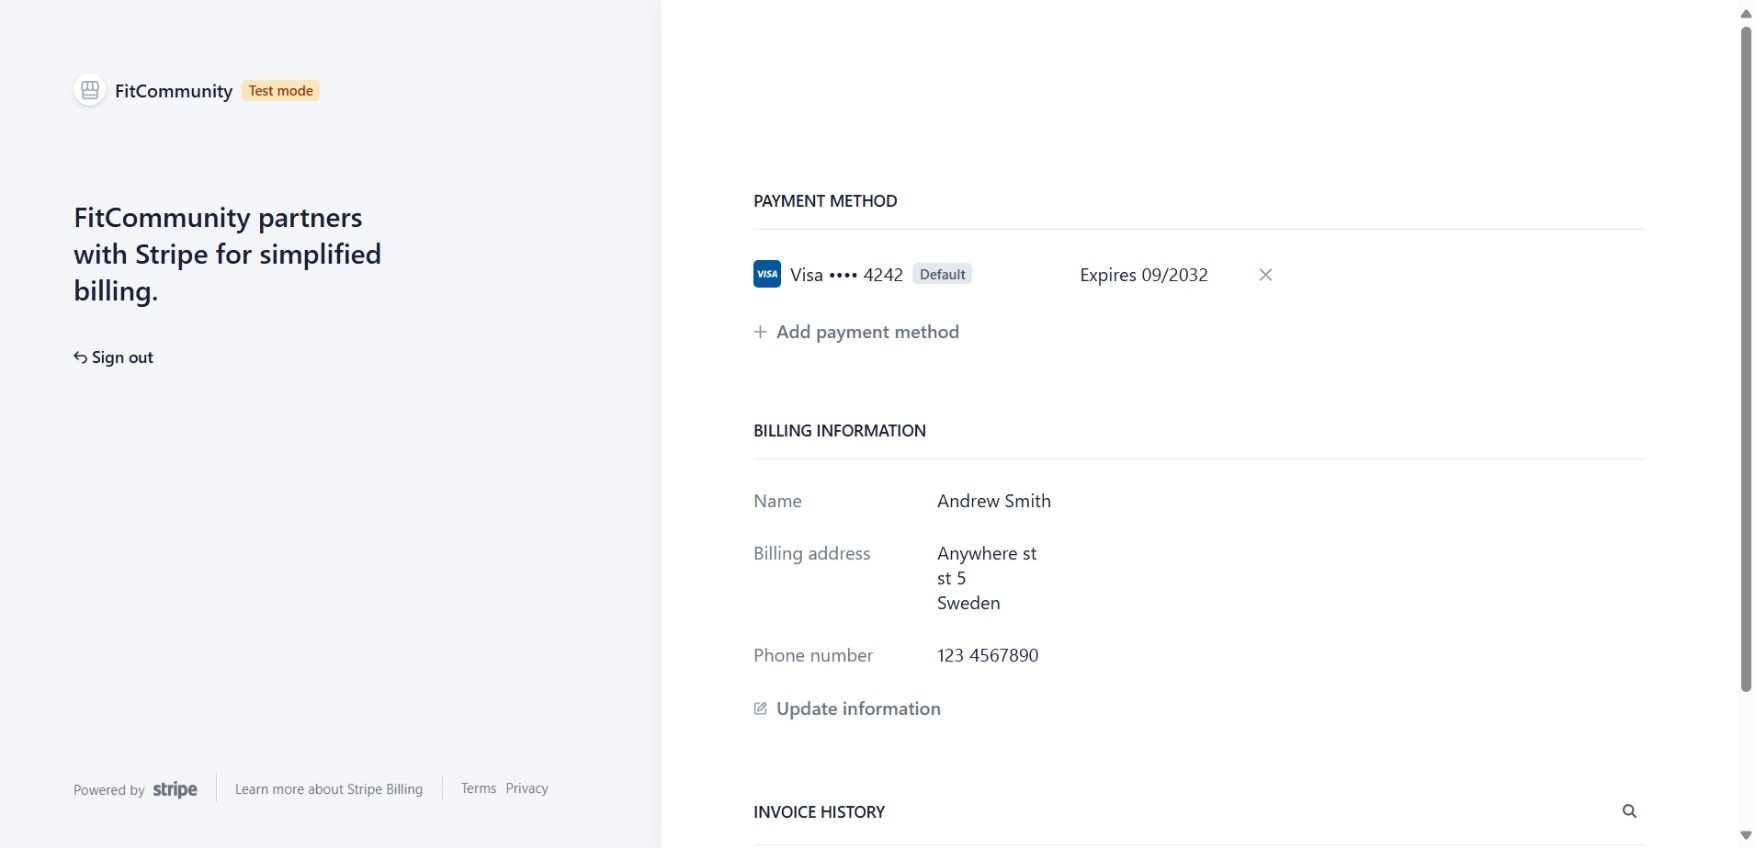 FitCommunity Test mode
FitCommunity partners
with Stripe for simplified
billing.
Sign out
Powered by stripe
Learn more about Stripe Billing
Terms Privacy
PAYMENT METHOD
VISA Visa •••• 4242 Default Expires 09/2032
Add payment method
BILLING INFORMATION
Name Andrew Smith
Billing address Anywhere st
st 5
Sweden
Phone number 123 4567890
Update information
INVOICE HISTORY